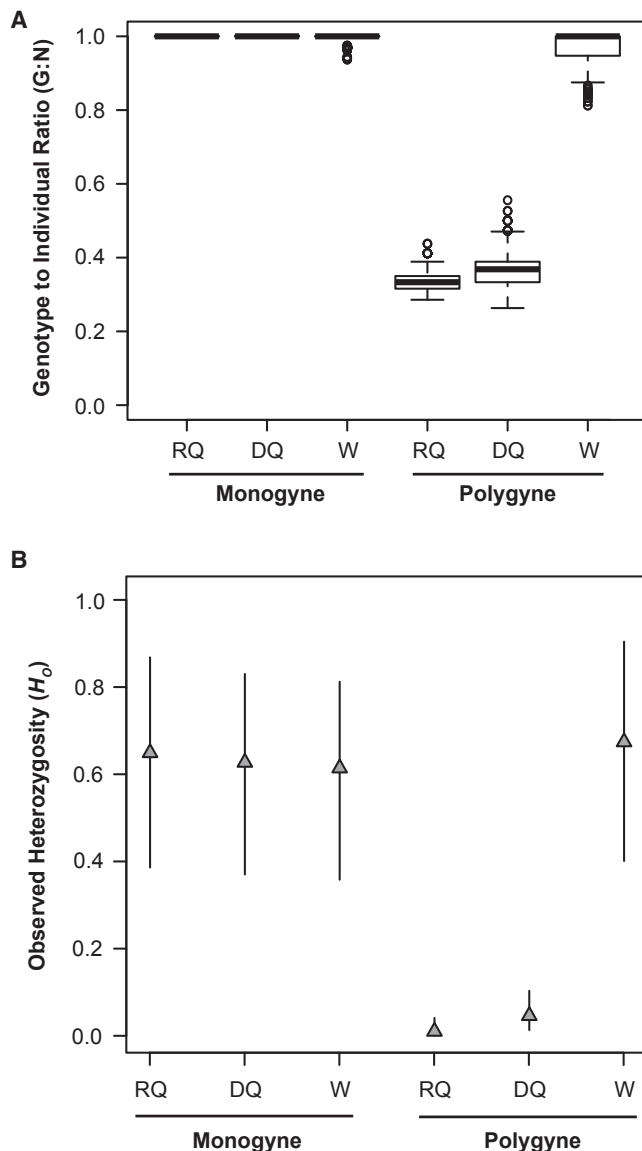 A
Genotype to Individual Ratio (G:N)
1.0
0.8
0.6
0.4
0.2
0.0
RQ DQ W RQ DQ W
Monogyne Polygyne
B
Observed Heterozygosity (Ho)
1.0
0.8
0.6
0.4
0.2
0.0
RQ DQ W RQ DQ W
Monogyne Polygyne